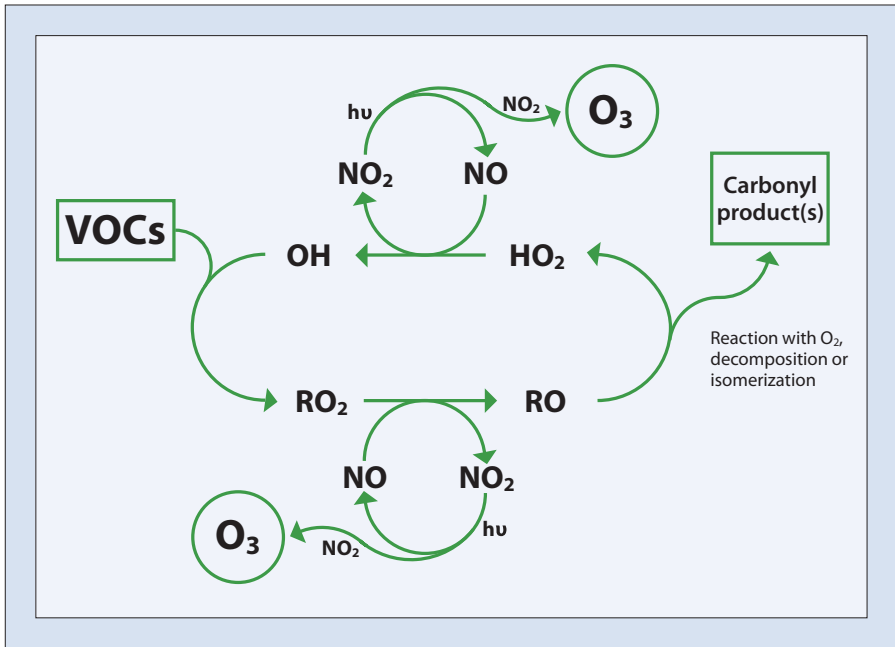 NO₂
O₃
hυ
NO₂
NO
Carbonyl
product(s)
VOCs
OH
HO₂
Reaction with O₂,
decomposition or
isomerization
RO₂
RO
NO
NO₂
O₃
NO₂
hυ